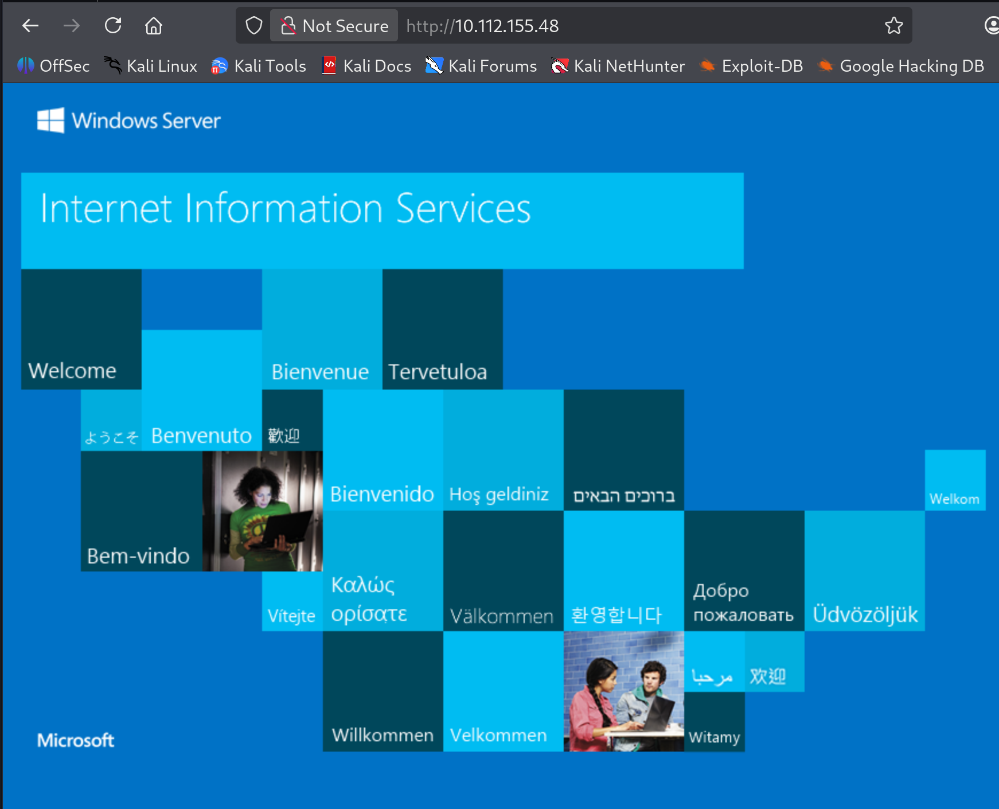 Not Secure http://10.112.155.48
OffSec Kali Linux Kali Tools Kali Docs Kali Forums Kali NetHunter Exploit-DB Google Hacking DB
Windows Server
Internet Information Services
Welcome
Bienvenue
Tervetuloa
ようこそ
Benvenuto
歡迎
Bienvenido
Hoş geldiniz
ברוכים הבאים
Welkom
Bem-vindo
Vítejte
Καλώς
ορίσατε
Välkommen
환영합니다
Добро
пожаловать
Üdvözöljük
Microsoft
Willkommen
Velkommen
مرحبا
欢迎
Witamy